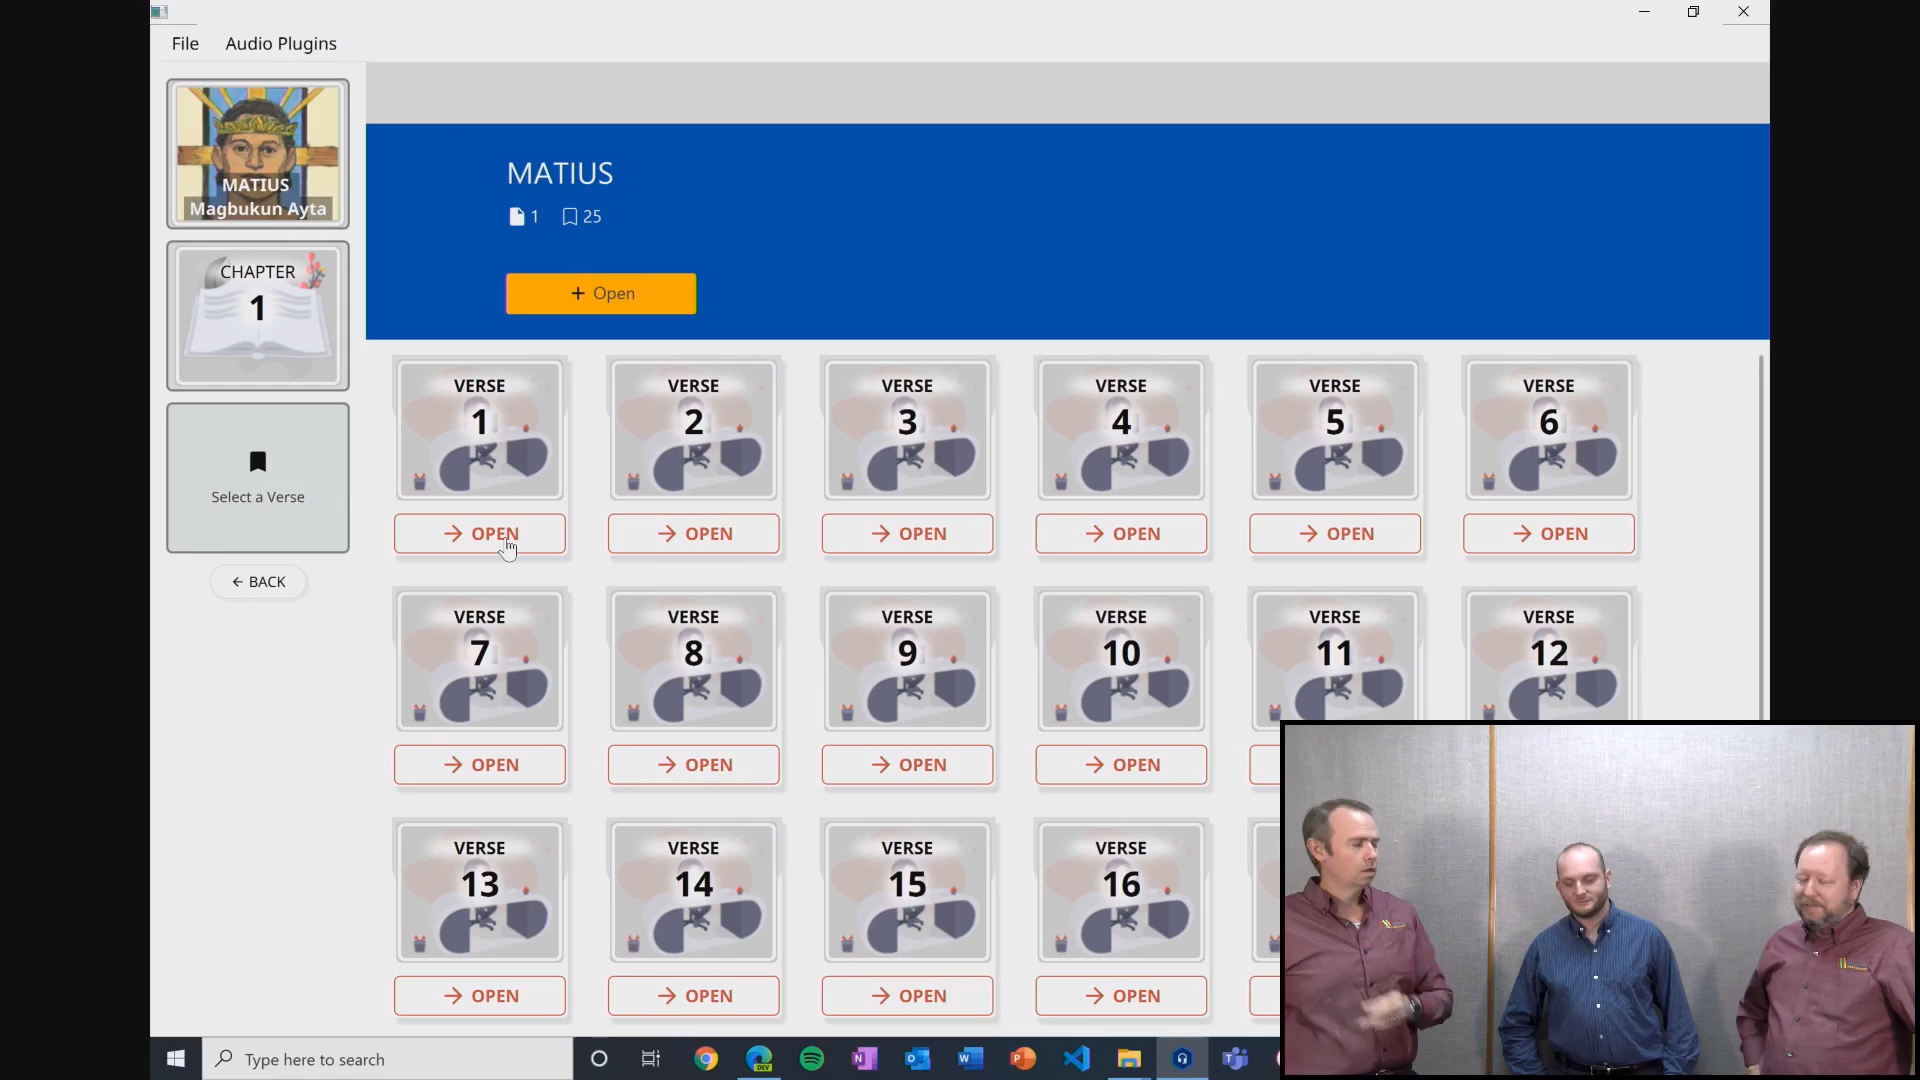 File Audio Plugins
MATIUS
Magbukun Ayta
CHAPTER
1
Select a Verse
← BACK
MATIUS
1 25
+ Open
VERSE VERSE VERSE VERSE VERSE VERSE
1 2 3 4 5 6
→ OPEN → OPEN → OPEN → OPEN → OPEN → OPEN
VERSE VERSE VERSE VERSE VERSE VERSE
7 8 9 10 11 12
→ OPEN → OPEN → OPEN → OPEN
VERSE VERSE VERSE VERSE
13 14 15 16
→ OPEN → OPEN → OPEN → OPEN
Type here to search
DEV